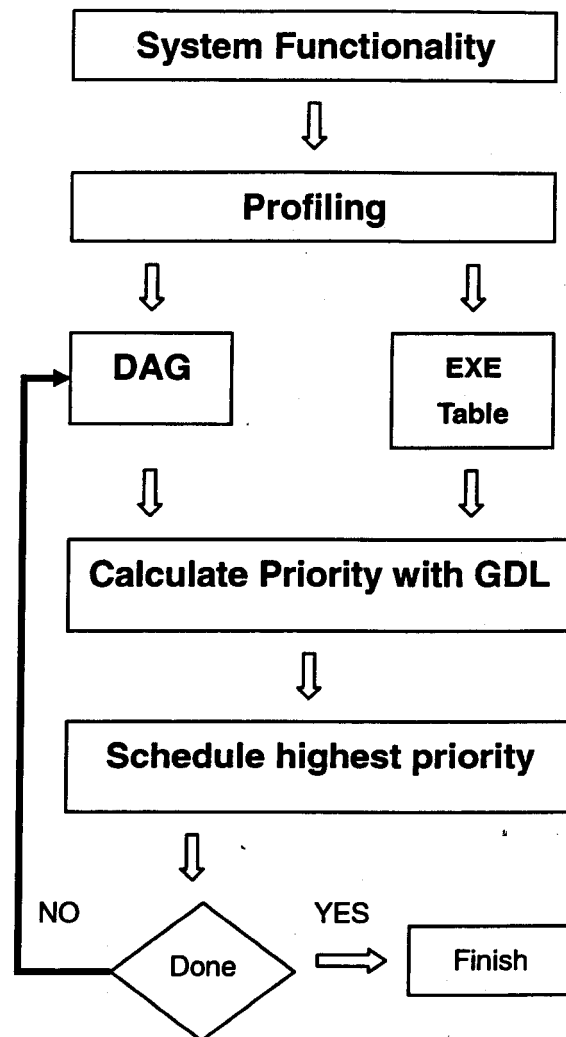 System Functionality
Profiling
DAG
EXE
Table
Calculate Priority with GDL
Schedule highest priority
NO
YES
Done
Finish